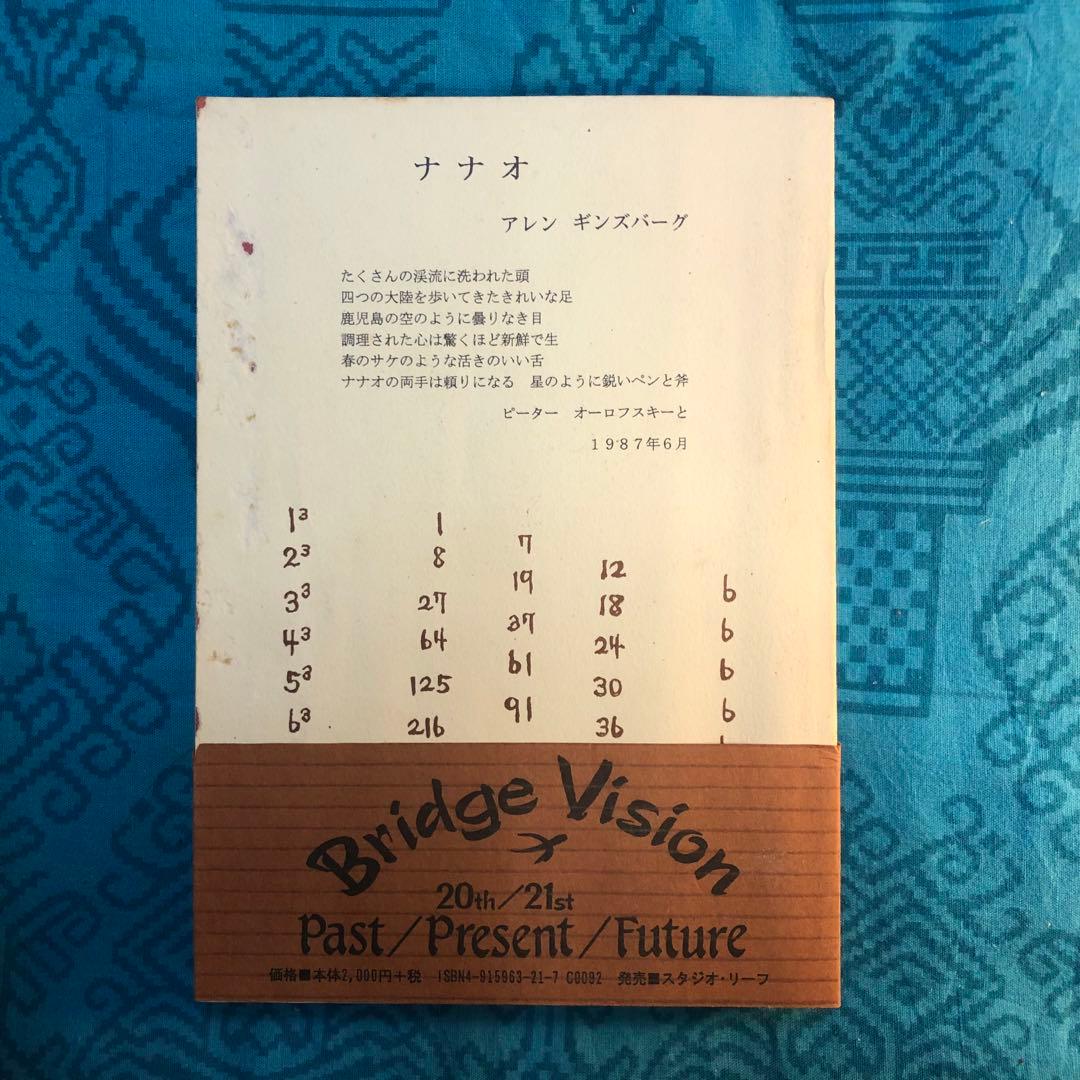 ナナオ
アレン ギンズバーグ
たくさんの渓流に洗われた頭
四つの大陸を歩いてきたきれいな足
鹿児島の空のように曇りなき目
調理された心は驚くほど新鮮で生
春のサケのような活きのいい舌
ナナオの両手は頼りになる　星のように鋭いペンと斧
ピーター　オーロフスキーと
1987年6月
1³ 1
7
2³ 8 12
19 6
3³ 27 18
37 6
4³ 64 24
61 6
5³ 125 30
91 6
6³ 216 36
Bridge Vision
20th/21st
Past/Present/Future
価格■本体2,000円+税 ISBN4-915963-21-7 C0092 発売■スタジオ・リーフ